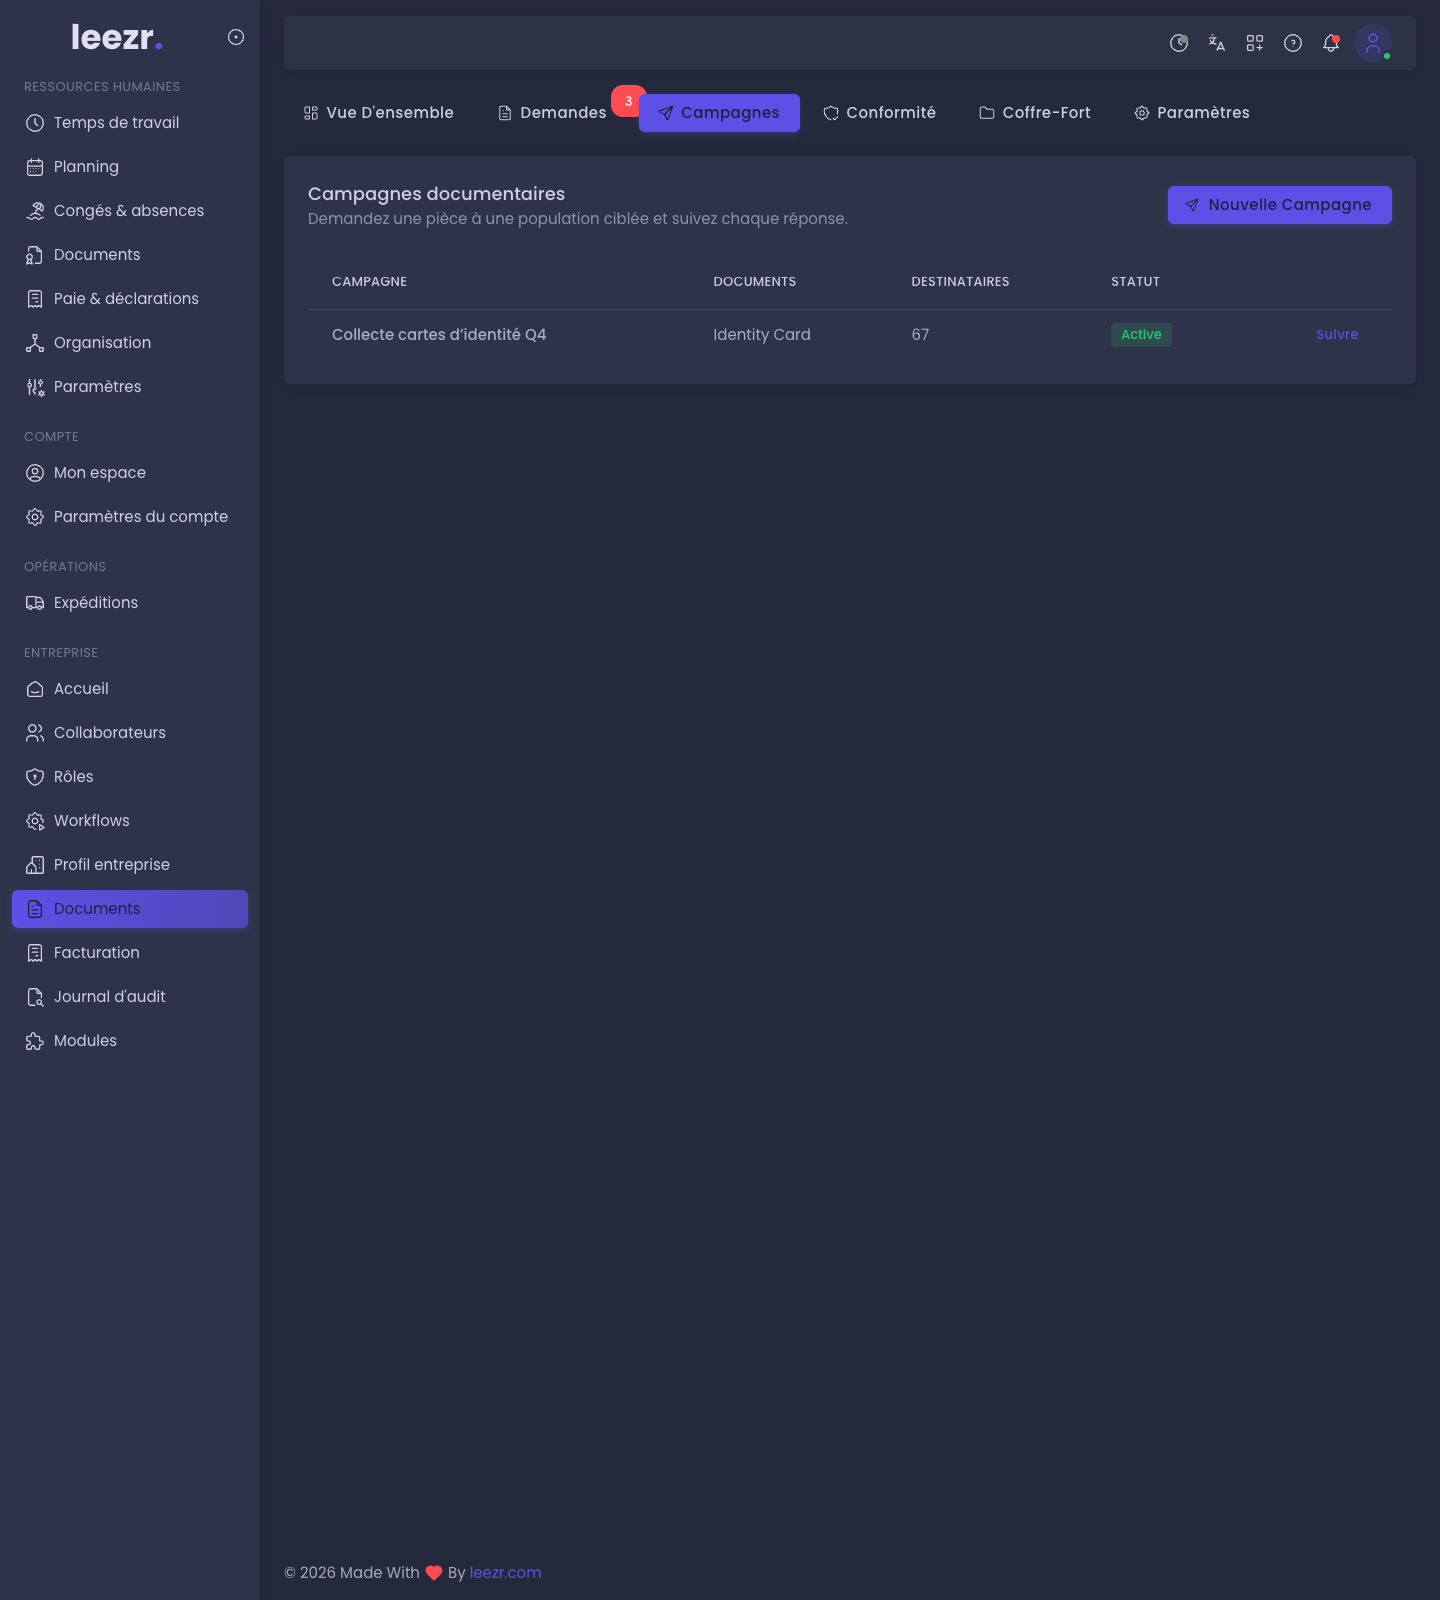 leezr.
RESSOURCES HUMAINES
Temps de travail
Planning
Congés & absences
Documents
Paie & déclarations
Organisation
Paramètres
COMPTE
Mon espace
Paramètres du compte
OPÉRATIONS
Expéditions
ENTREPRISE
Accueil
Collaborateurs
Rôles
Workflows
Profil entreprise
Documents
Facturation
Journal d'audit
Modules
Vue D'ensemble
Demandes
3
Campagnes
Conformité
Coffre-Fort
Paramètres
Campagnes documentaires
Demandez une pièce à une population ciblée et suivez chaque réponse.
Nouvelle Campagne
CAMPAGNE DOCUMENTS DESTINATAIRES STATUT
Collecte cartes d’identité Q4 Identity Card 67 Active Suivre
© 2026 Made With ❤ By leezr.com